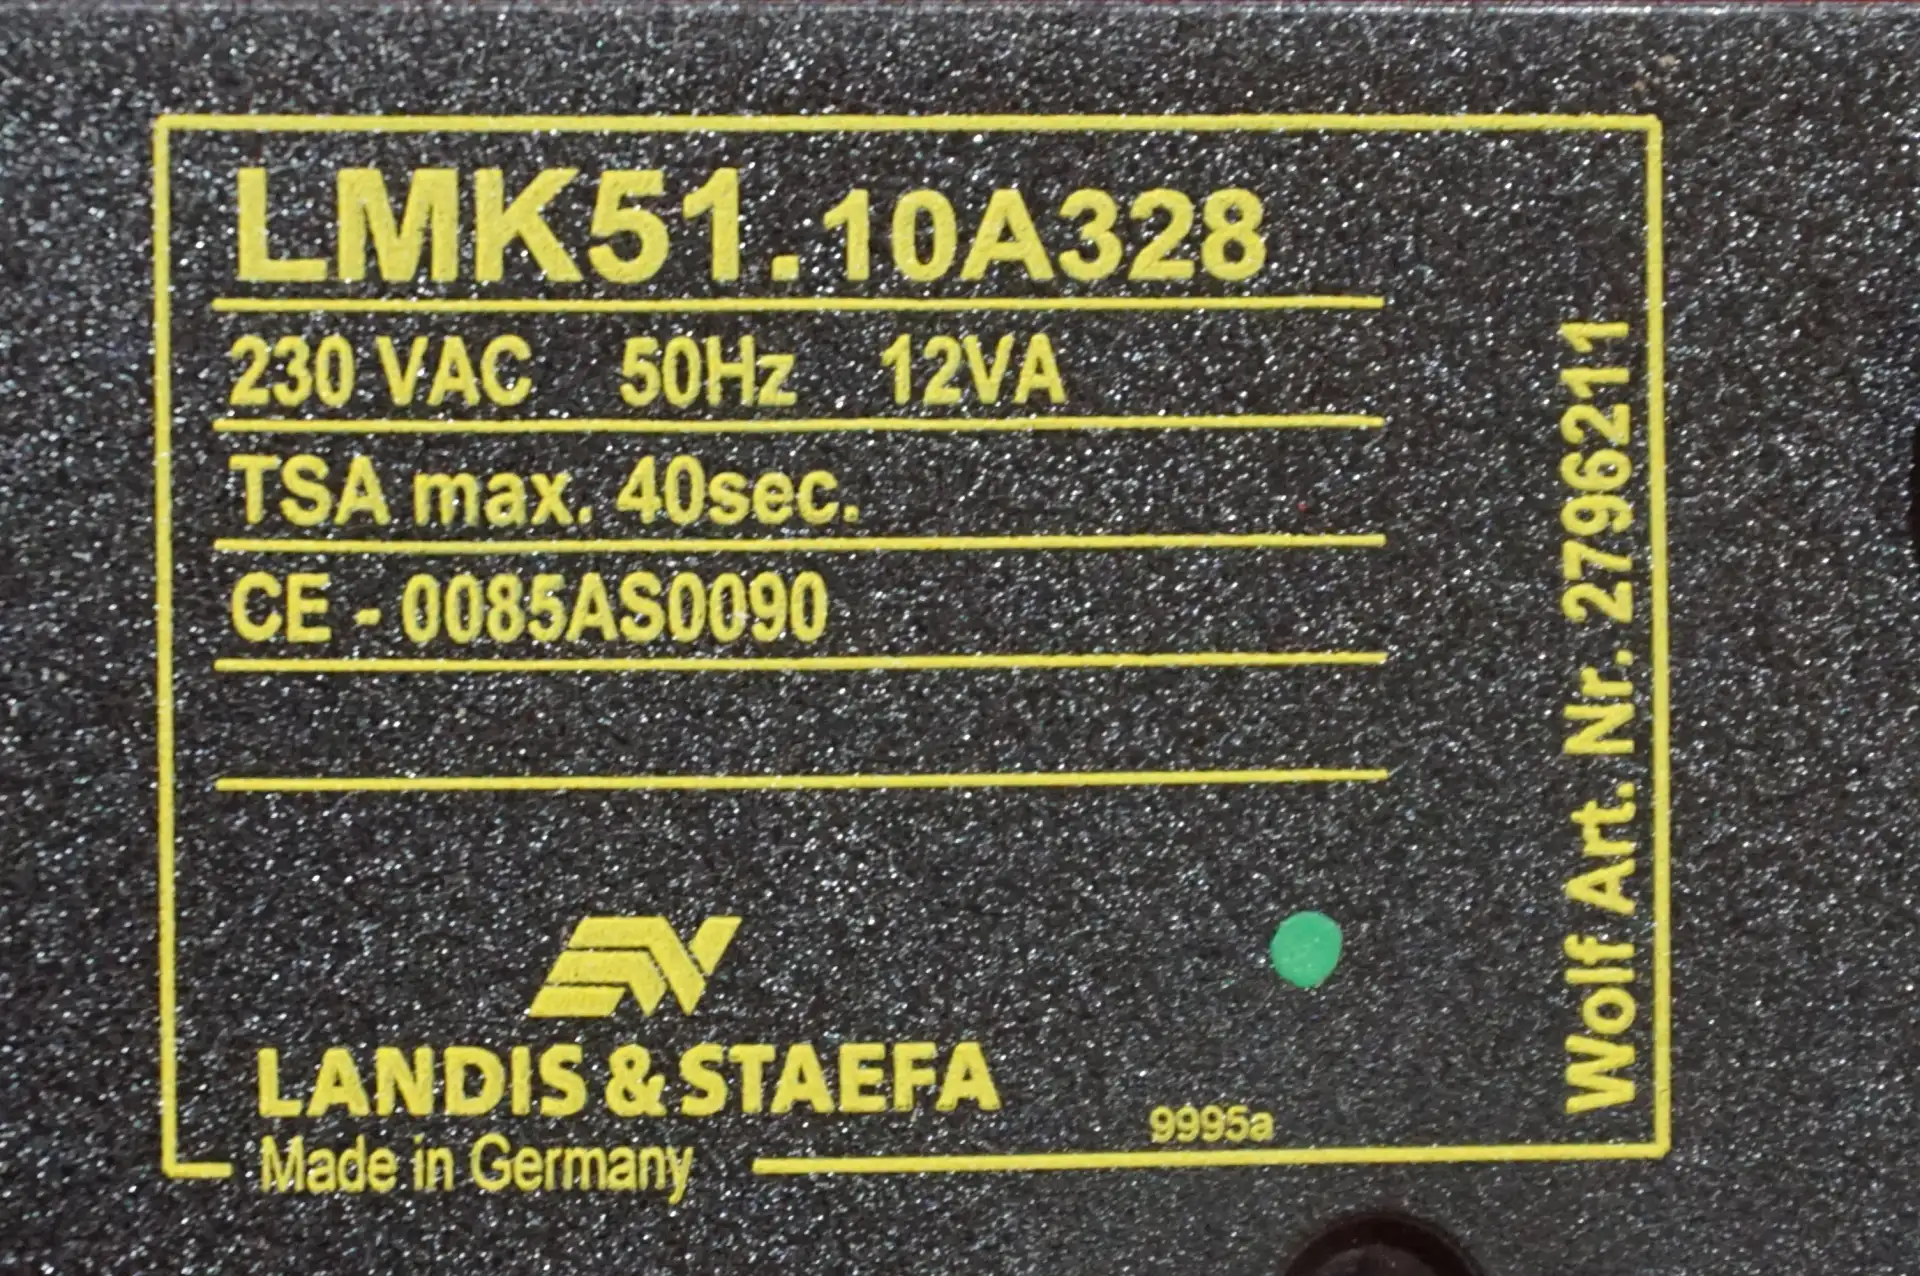 LMK51.10A328
230 VAC 50Hz 12VA
TSA max. 40sec.
CE - 0085AS0090
LANDIS & STAEFA
Made in Germany
9995a
Wolf Art. Nr. 2796211